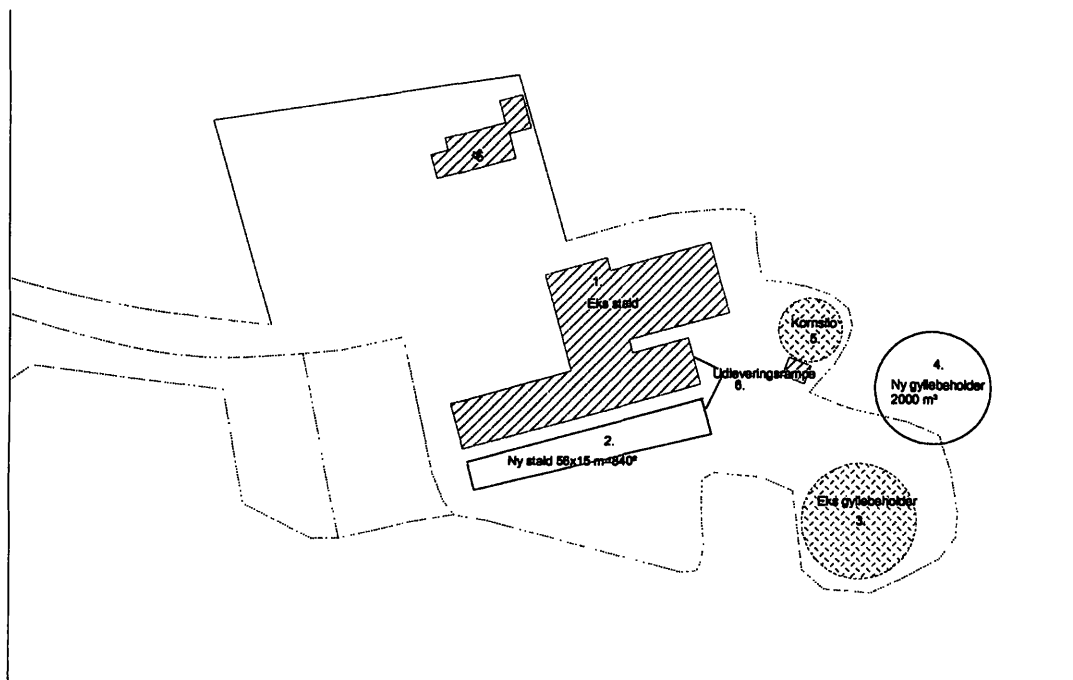 1.
Eks stald
Kornsilo
5.
Udleveringsrampe
6.
4.
Ny gyllebeholder
2000 m³
2.
Ny stald 56x15 m=840²
Eks gyllebeholder
3.